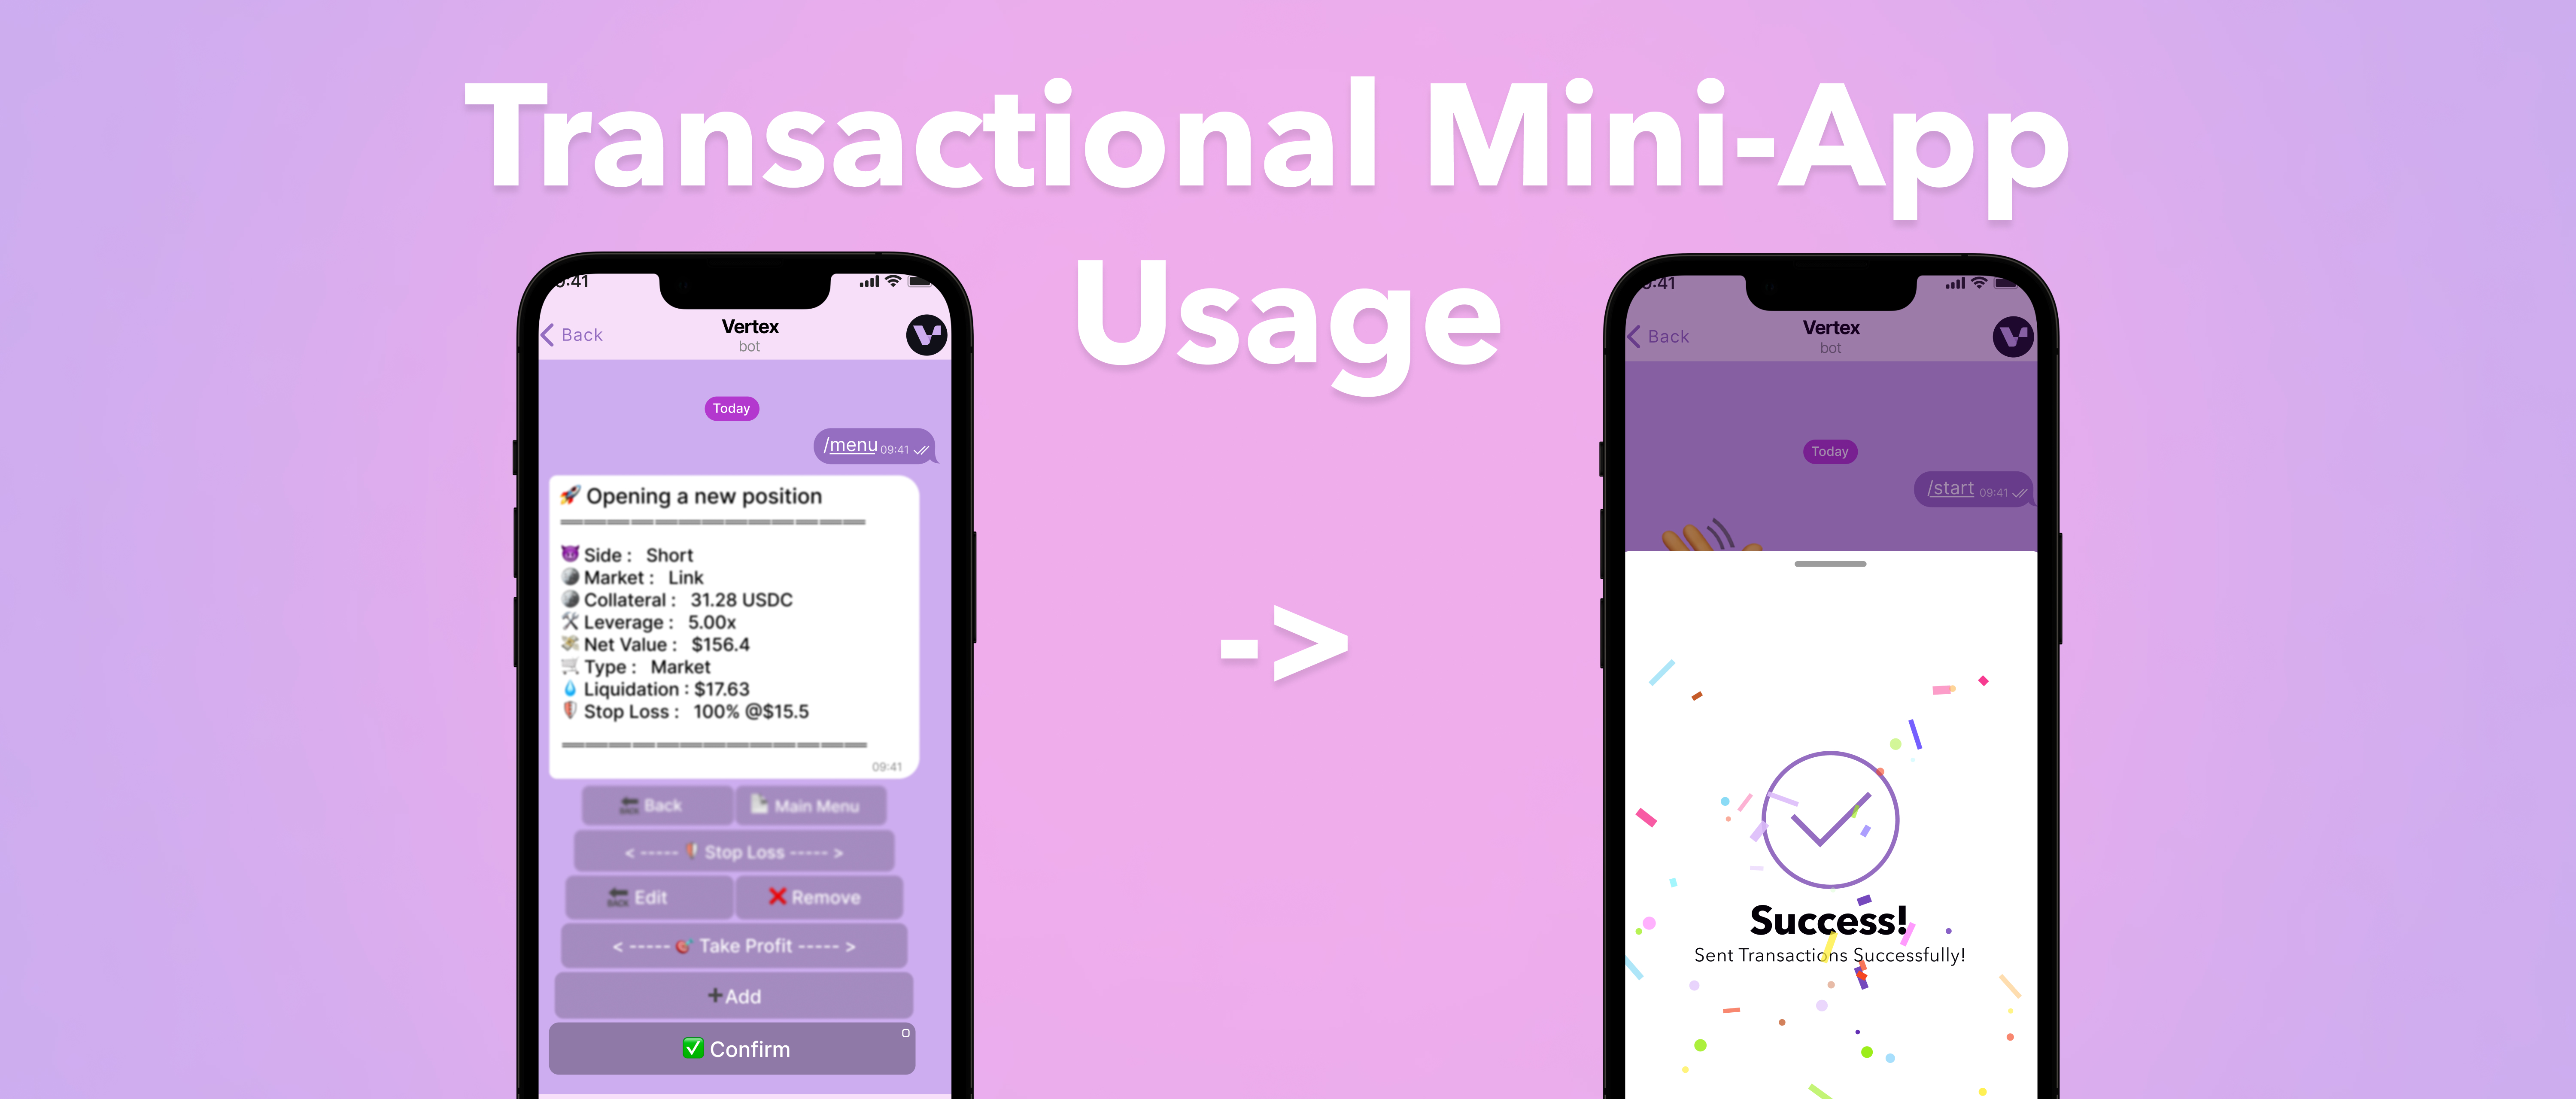 Transactional Mini-App
Usage
9:41
Back
Vertex
bot
Today
/menu 09:41
🚀 Opening a new position
——————————————
😈 Side : Short
Market : Link
Collateral : 31.28 USDC
🛠 Leverage : 5.00x
💸 Net Value : $156.4
🛒 Type : Market
💧 Liquidation : $17.63
Stop Loss : 100% @$15.5
——————————————
09:41
🔙 Back
Main Menu
< ----- Stop Loss ----- >
🔙 Edit
❌ Remove
< ----- 🎯 Take Profit ----- >
➕Add
✅ Confirm
->
9:41
Back
Vertex
bot
Today
/start 09:41
Success!
Sent Transactions Successfully!